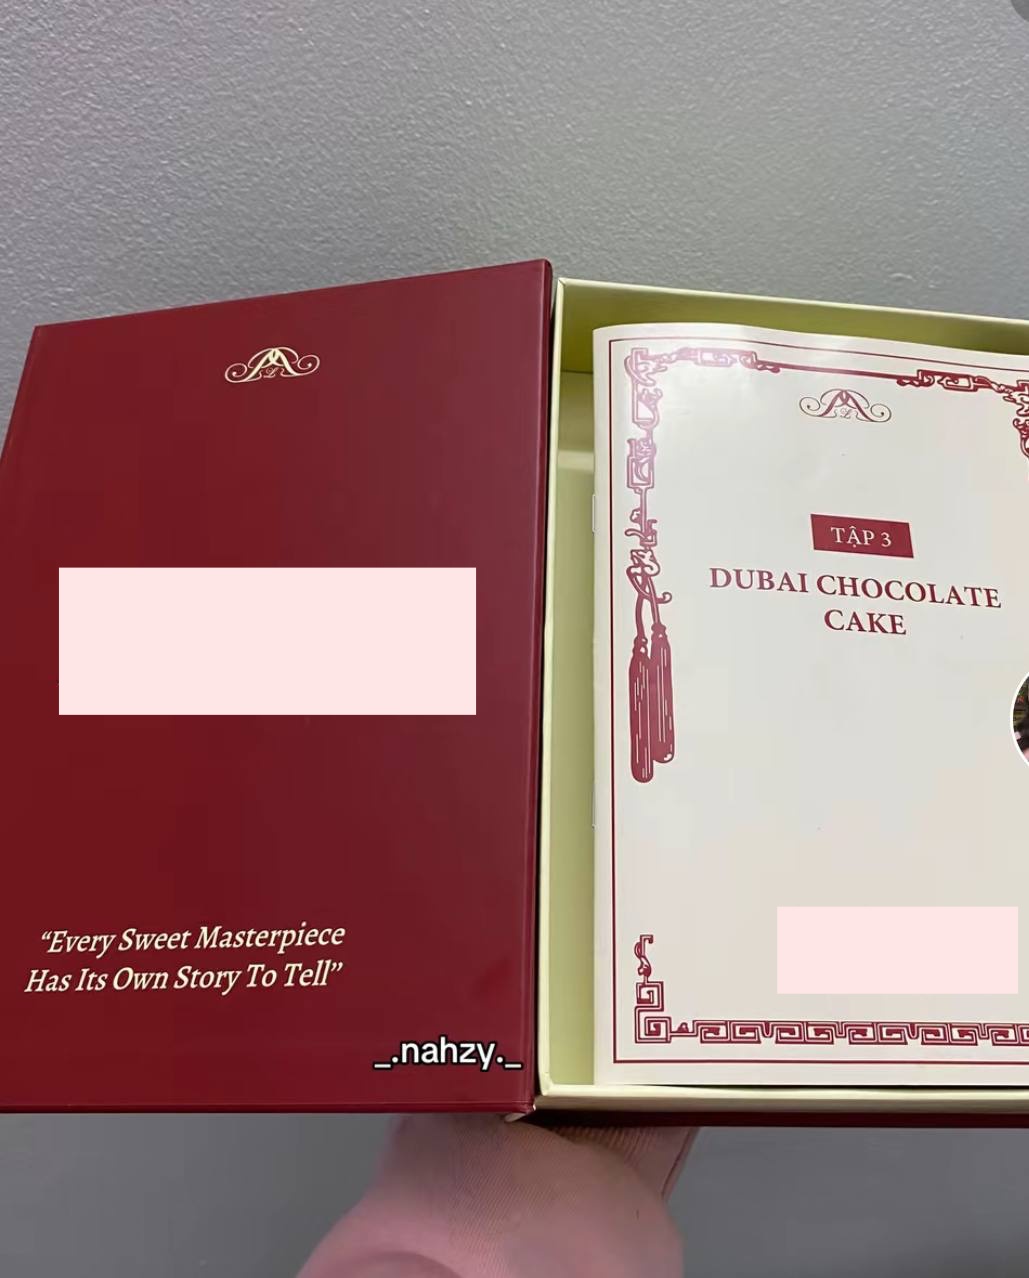 “Every Sweet Masterpiece
Has Its Own Story To Tell”
_.nahzy._
TẬP 3
DUBAI CHOCOLATE
CAKE